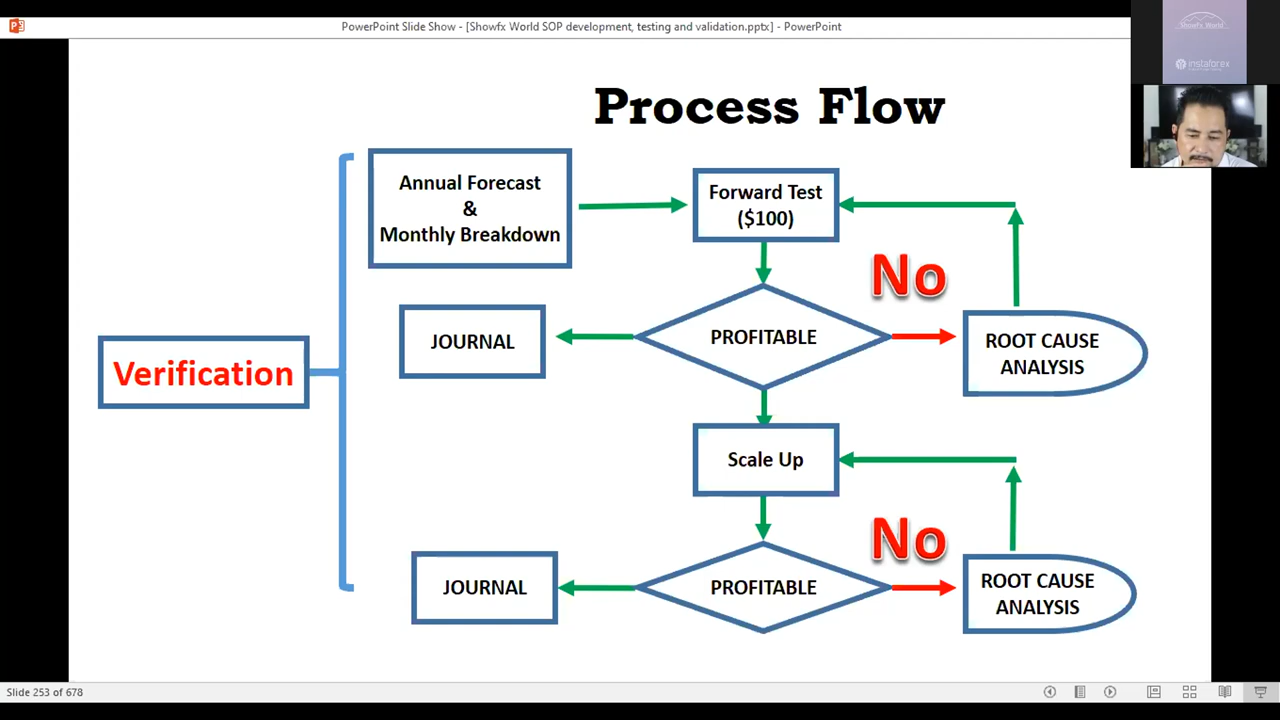 PowerPoint Slide Show - [Showfx World SOP development, testing and validation.pptx] - PowerPoint
Showfx World
instaforex
Process Flow
Annual Forecast
&
Monthly Breakdown
Forward Test
($100)
No
JOURNAL
PROFITABLE
ROOT CAUSE
ANALYSIS
Verification
Scale Up
No
JOURNAL
PROFITABLE
ROOT CAUSE
ANALYSIS
Slide 253 of 678